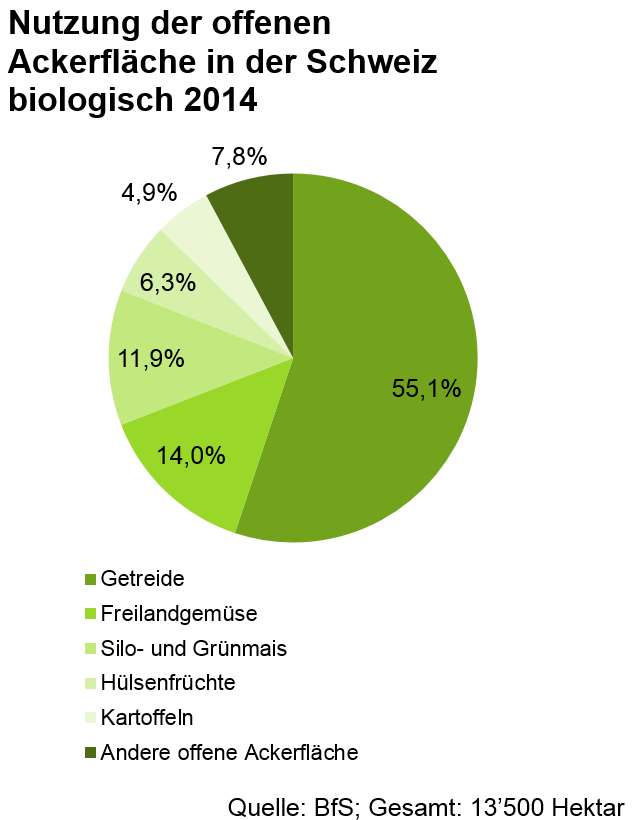 Nutzung der offenen
Ackerfläche in der Schweiz
biologisch 2014
7,8%
4,9%
6,3%
11,9%
55,1%
14,0%
Getreide
Freilandgemüse
Silo- und Grünmais
Hülsenfrüchte
Kartoffeln
Andere offene Ackerfläche
Quelle: BfS; Gesamt: 13’500 Hektar